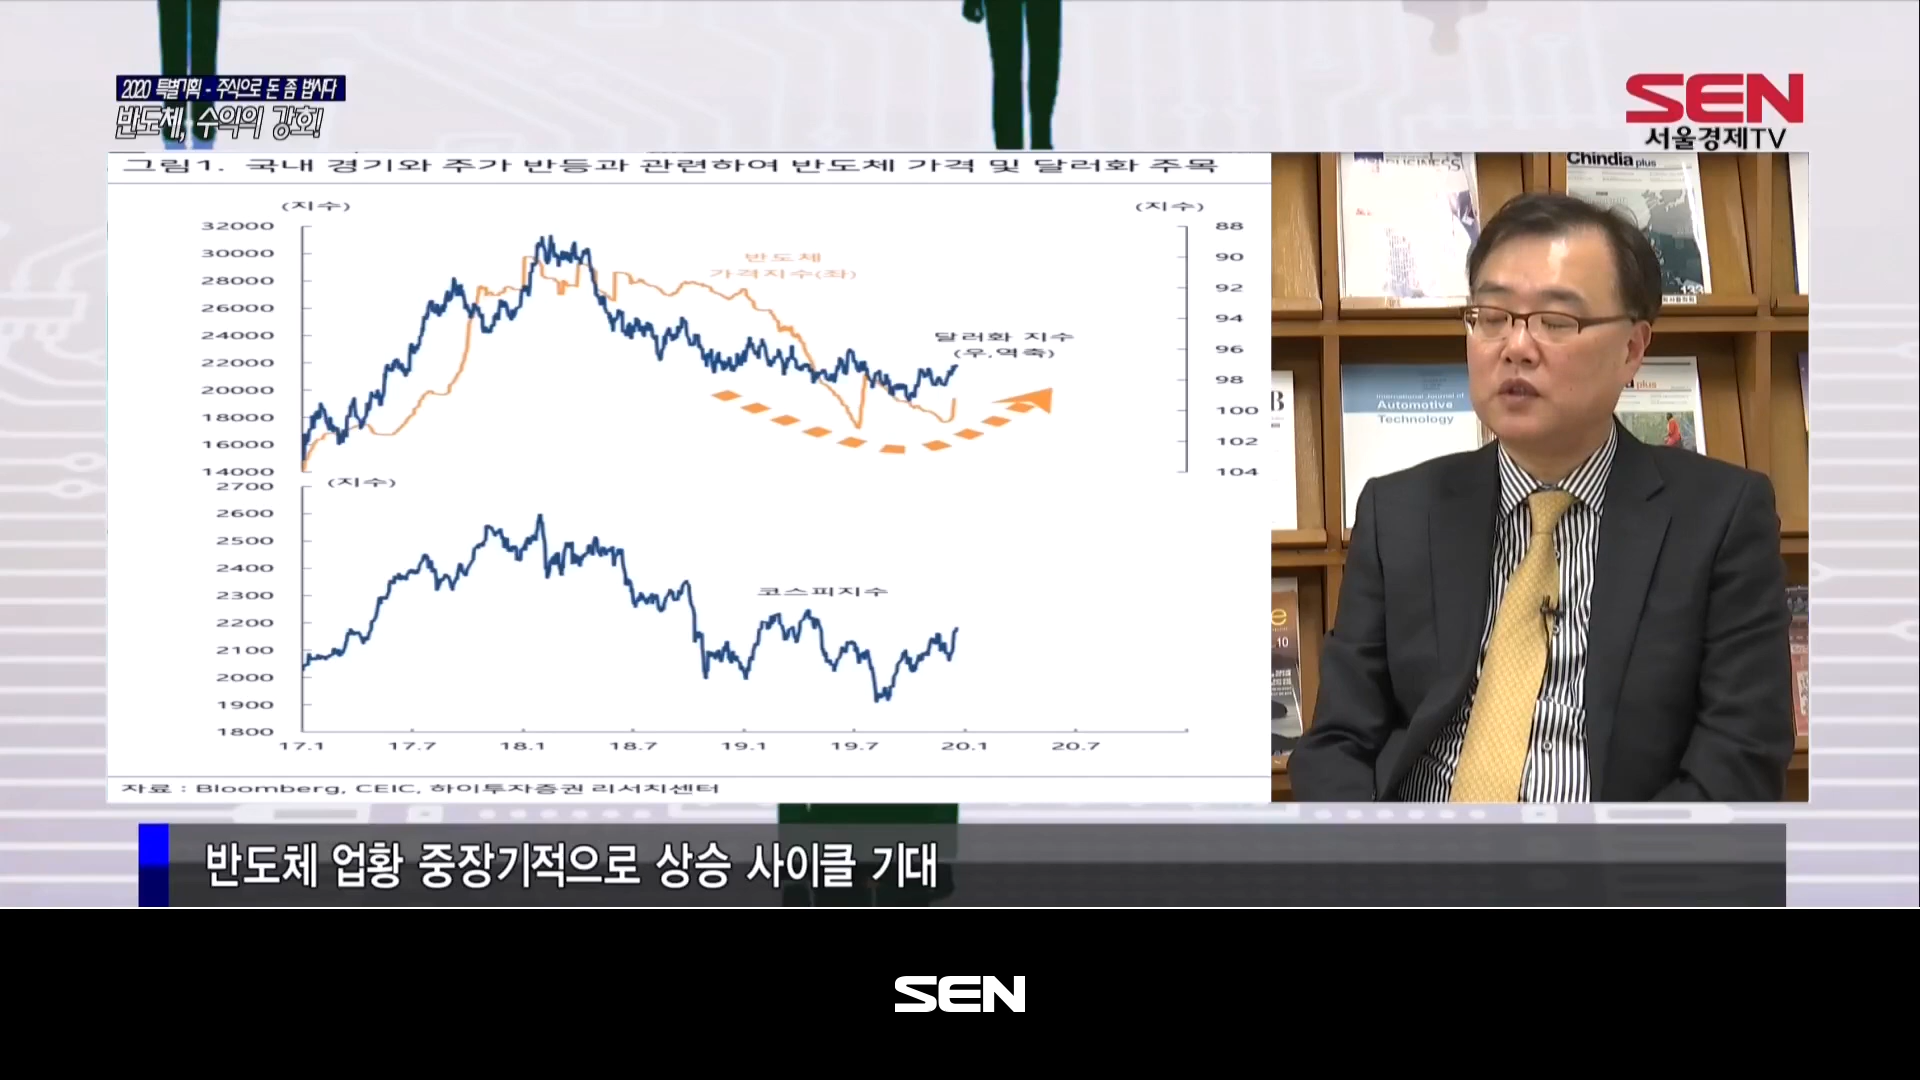 2020 특별기획 - 주식으로 돈 좀 법시다
반도체, 수익의 강회!
SEN
서울경제TV
그림1. 국내 경기와 주가 반등과 관련하여 반도체 가격 및 달러화 주목
(지수)
(지수)
32000
30000
28000
26000
24000
22000
20000
18000
16000
14000
88
90
92
94
96
98
100
102
104
반도체
가격지수(좌)
달러화 지수
(우,역축)
2700
2600
2500
2400
2300
2200
2100
2000
1900
1800
(지수)
코스피지수
17.1 17.7 18.1 18.7 19.1 19.7 20.1 20.7
자료 : Bloomberg, CEIC, 하이투자증권 리서치센터
BUSINESS
Chindia plus
133
International Journal of
Automotive
Technology
B
plus
e
10
반도체 업황 중장기적으로 상승 사이클 기대
SEN